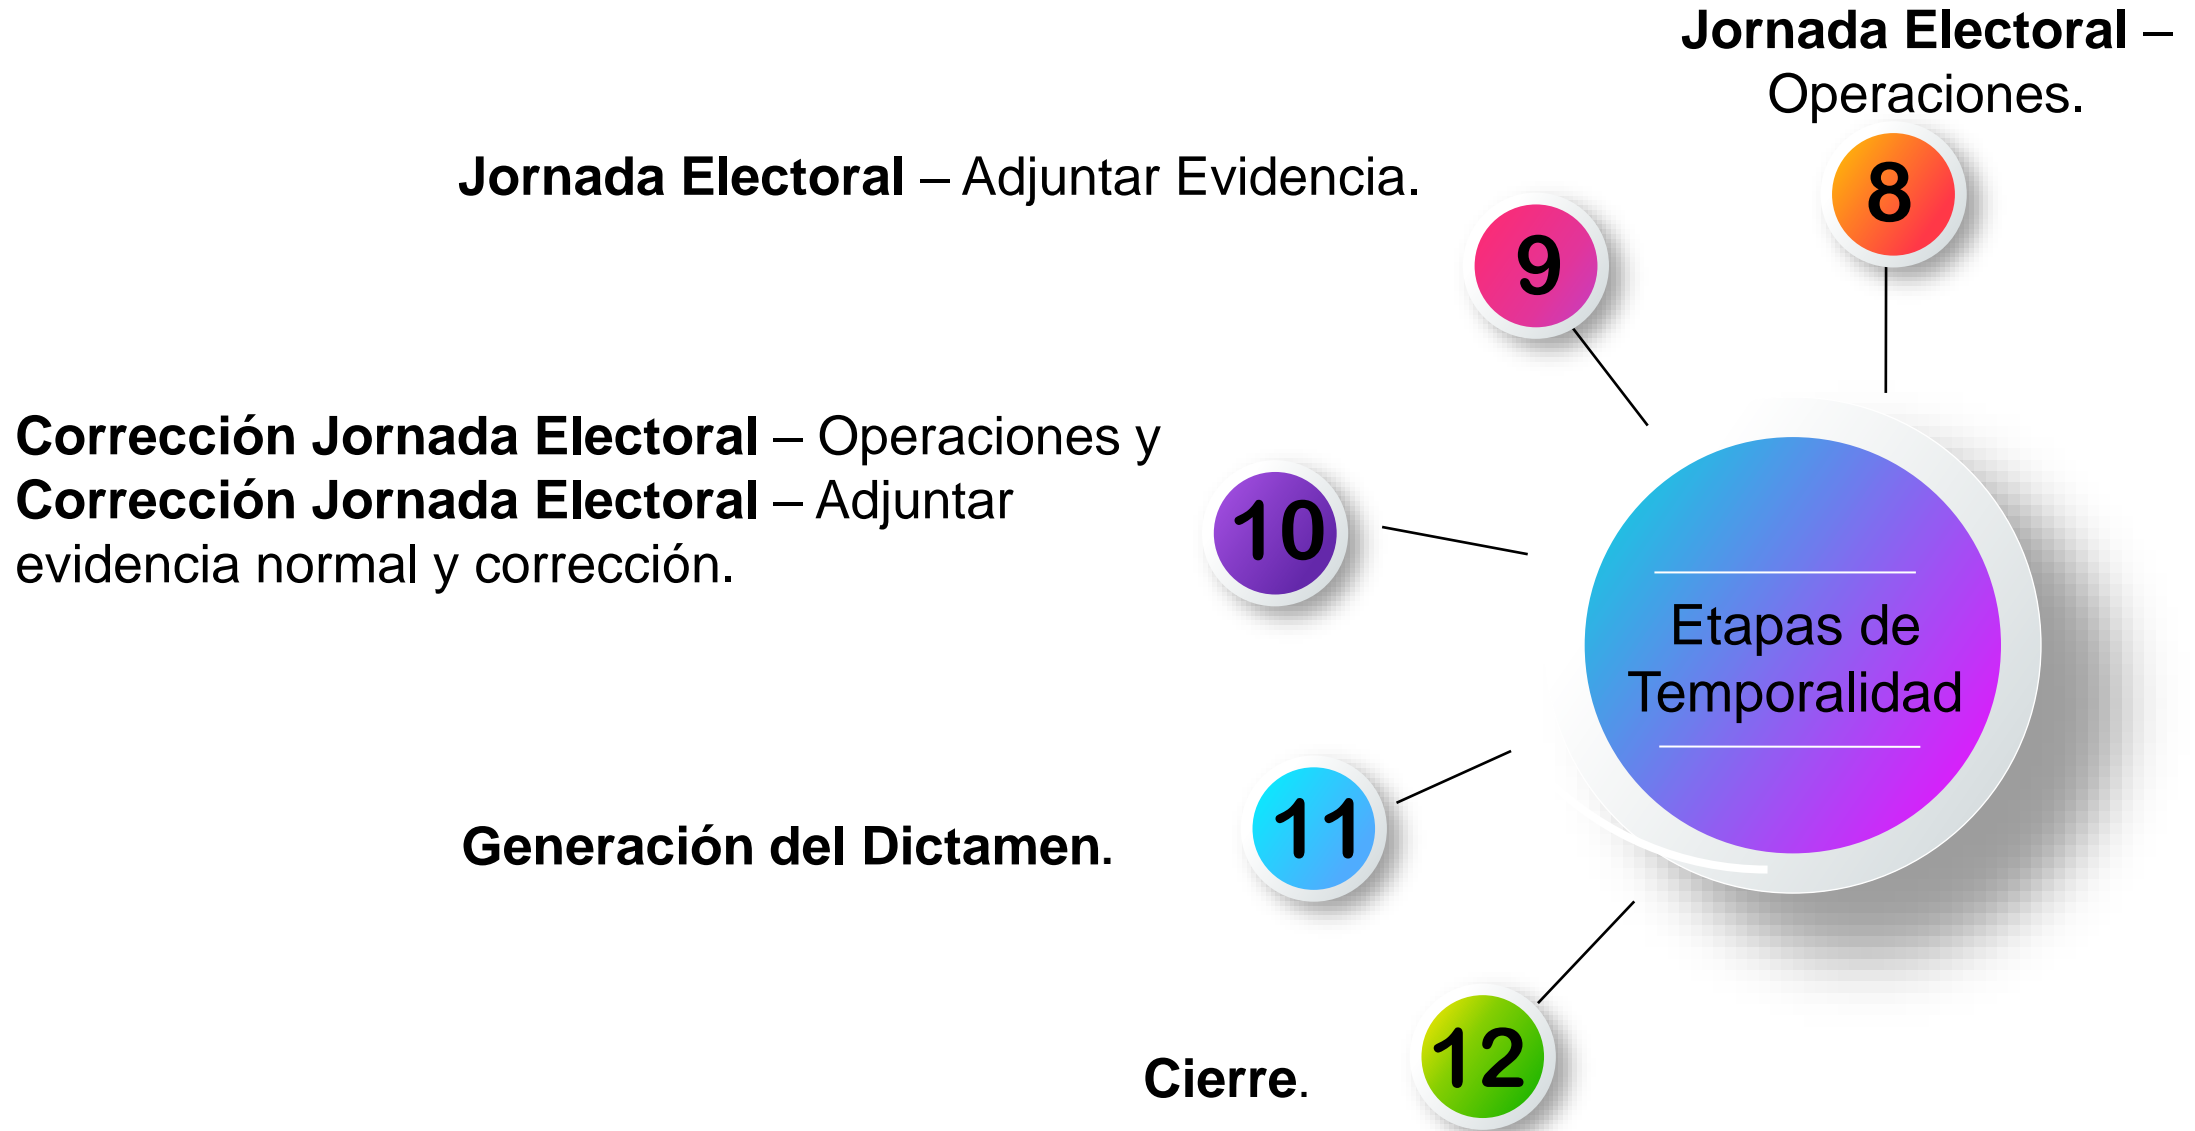 Jornada Electoral –
Operaciones.
8
Jornada Electoral – Adjuntar Evidencia.
9
Corrección Jornada Electoral – Operaciones y
Corrección Jornada Electoral – Adjuntar
evidencia normal y corrección.
10
Etapas de
Temporalidad
Generación del Dictamen.
11
Cierre.
12